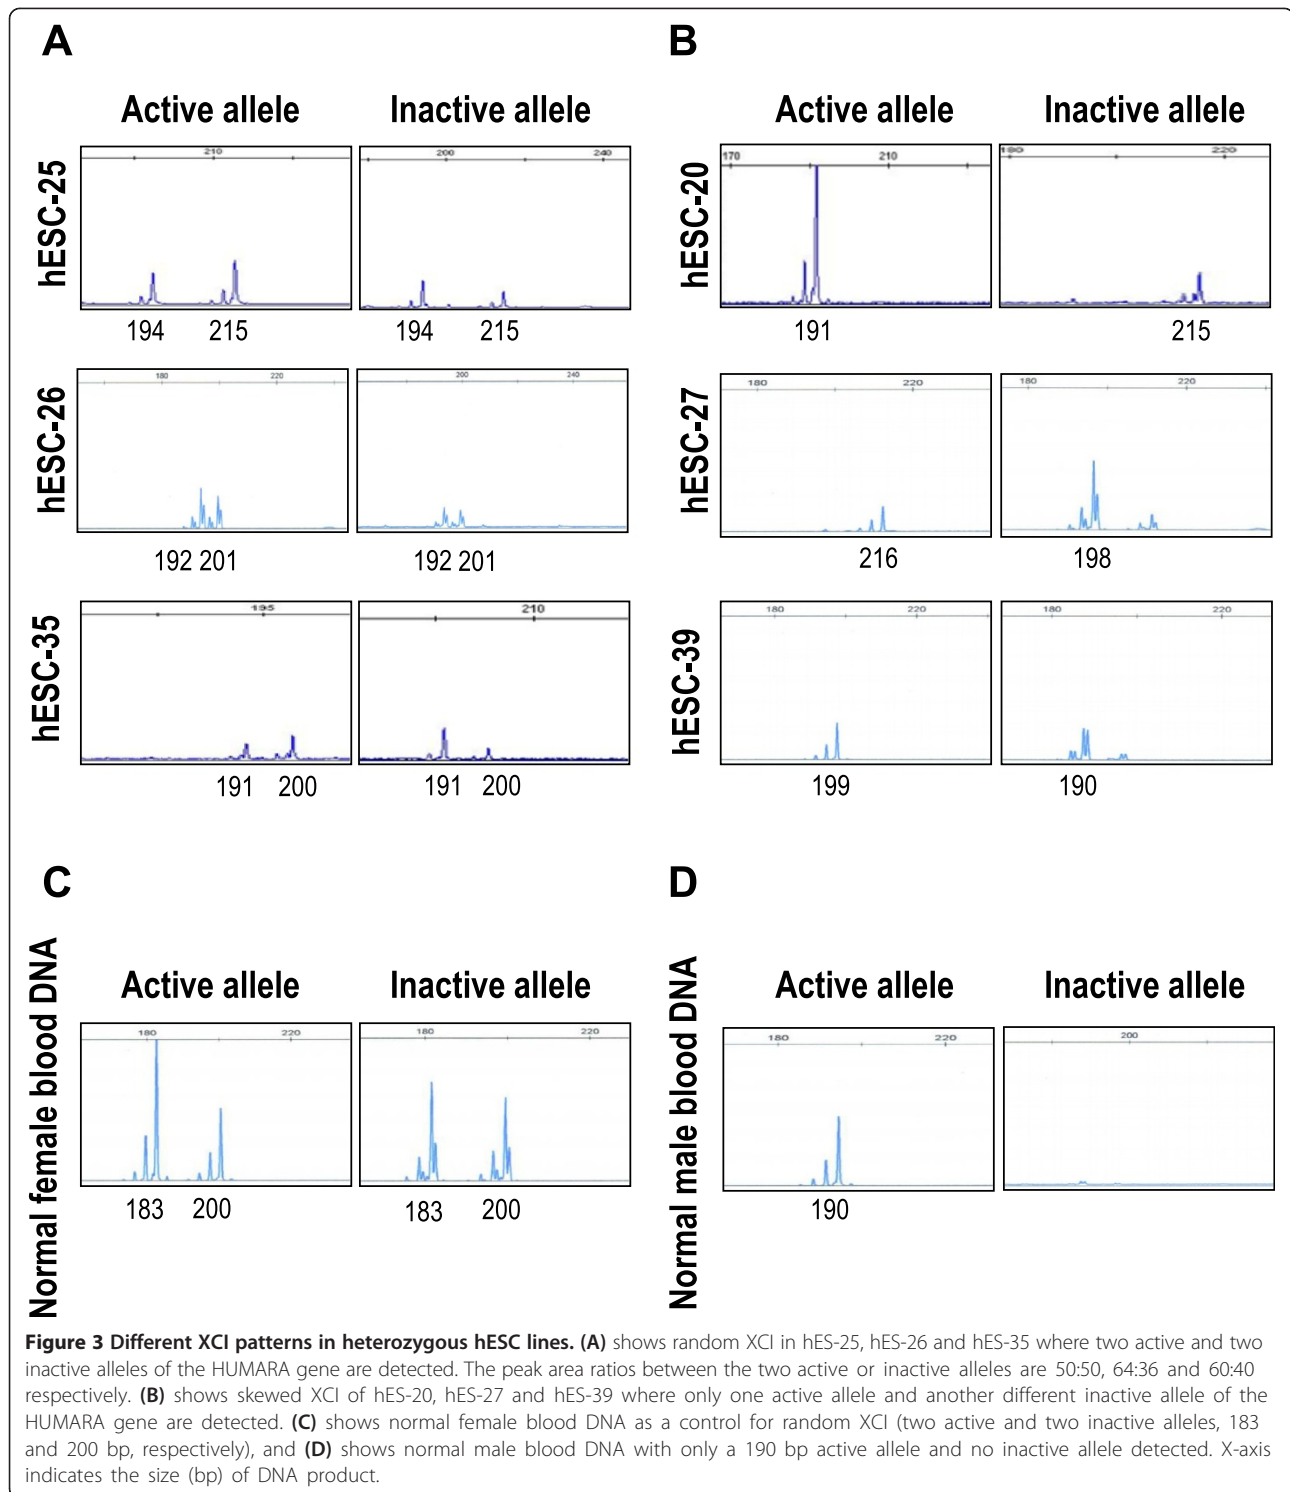 A
Active allele Inactive allele
hESC-25
210
200 240
194 215
194 215
hESC-26
180 220
200 240
192 201
192 201
hESC-35
195
210
191 200
191 200
B
Active allele Inactive allele
hESC-20
170 210
190 220
191
215
hESC-27
180 220
180 220
216
198
hESC-39
180 220
180 220
199
190
C
Active allele Inactive allele
Normal female blood DNA
180 220
180 220
183 200
183 200
D
Active allele Inactive allele
Normal male blood DNA
180 220
200
190
Figure 3 Different XCI patterns in heterozygous hESC lines. (A) shows random XCI in hES-25, hES-26 and hES-35 where two active and two
inactive alleles of the HUMARA gene are detected. The peak area ratios between the two active or inactive alleles are 50:50, 64:36 and 60:40
respectively. (B) shows skewed XCI of hES-20, hES-27 and hES-39 where only one active allele and another different inactive allele of the
HUMARA gene are detected. (C) shows normal female blood DNA as a control for random XCI (two active and two inactive alleles, 183
and 200 bp, respectively), and (D) shows normal male blood DNA with only a 190 bp active allele and no inactive allele detected. X-axis
indicates the size (bp) of DNA product.